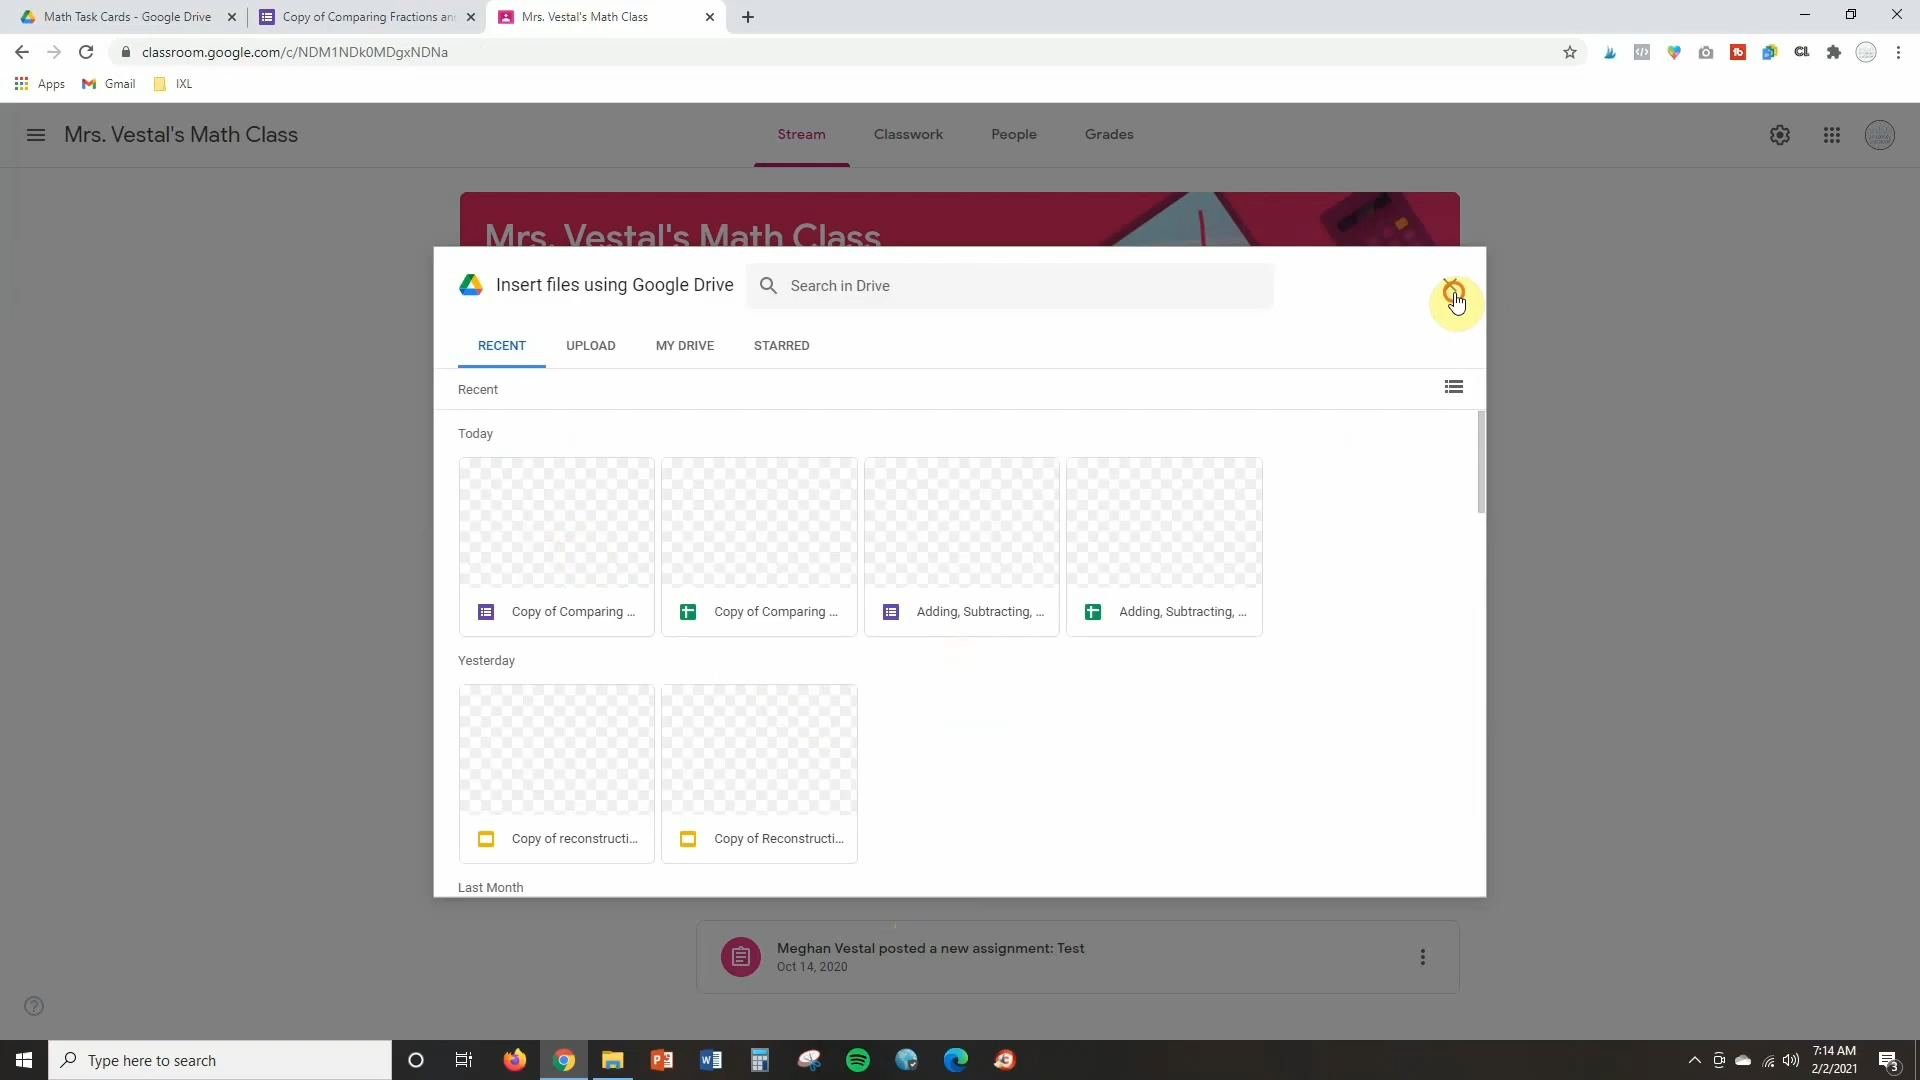 Math Task Cards - Google Drive
Copy of Comparing Fractions an
Mrs. Vestal's Math Class
classroom.google.com/c/NDM1NDk0MDgxNDNa
Apps
Gmail
IXL
Mrs. Vestal's Math Class
Stream
Classwork
People
Grades
Mrs. Vestal's Math Class
Insert files using Google Drive
Search in Drive
RECENT
UPLOAD
MY DRIVE
STARRED
Recent
Today
Copy of Comparing ...
Copy of Comparing ...
Adding, Subtracting, ...
Adding, Subtracting, ...
Yesterday
Copy of reconstructi...
Copy of Reconstructi...
Last Month
Meghan Vestal posted a new assignment: Test
Oct 14, 2020
Type here to search
7:14 AM
2/2/2021
3